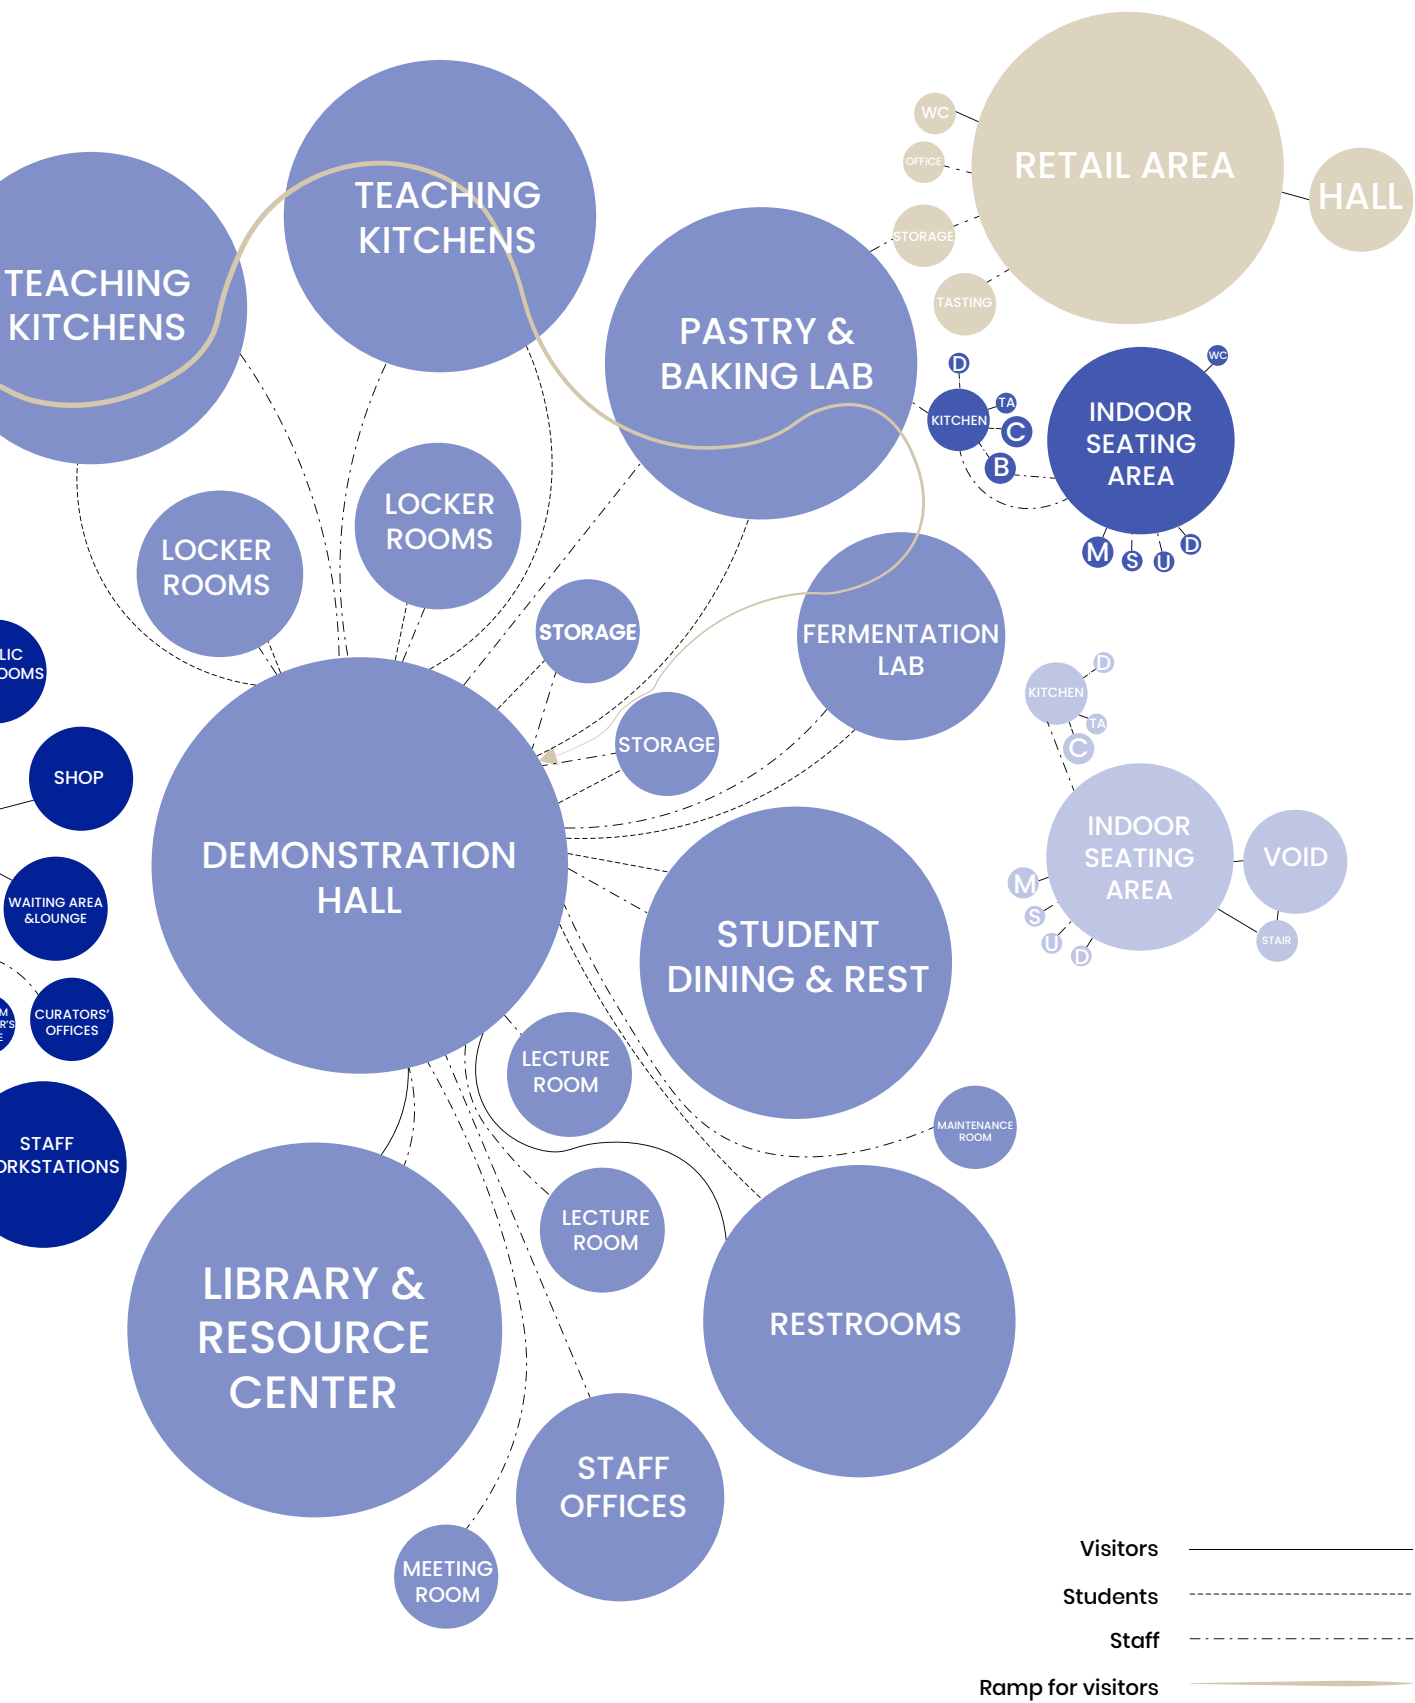 RETAIL AREA
HALL
WC
OFFICE
STORAGE
TASTING
TEACHING
KITCHENS
TEACHING
KITCHENS
PASTRY &
BAKING LAB
D
KITCHEN
TA
C
B
WC
INDOOR
SEATING
AREA
M
S
U
D
LOCKER
ROOMS
LOCKER
ROOMS
STORAGE
STORAGE
FERMENTATION
LAB
KITCHEN
D
TA
C
INDOOR
SEATING
AREA
VOID
STAIR
M
S
U
D
LIC
OOMS
SHOP
WAITING AREA
&LOUNGE
M
R'S
E
CURATORS'
OFFICES
STAFF
ORKSTATIONS
DEMONSTRATION
HALL
STUDENT
DINING & REST
LECTURE
ROOM
LECTURE
ROOM
MAINTENANCE
ROOM
LIBRARY &
RESOURCE
CENTER
RESTROOMS
STAFF
OFFICES
MEETING
ROOM
Visitors
Students
Staff
Ramp for visitors